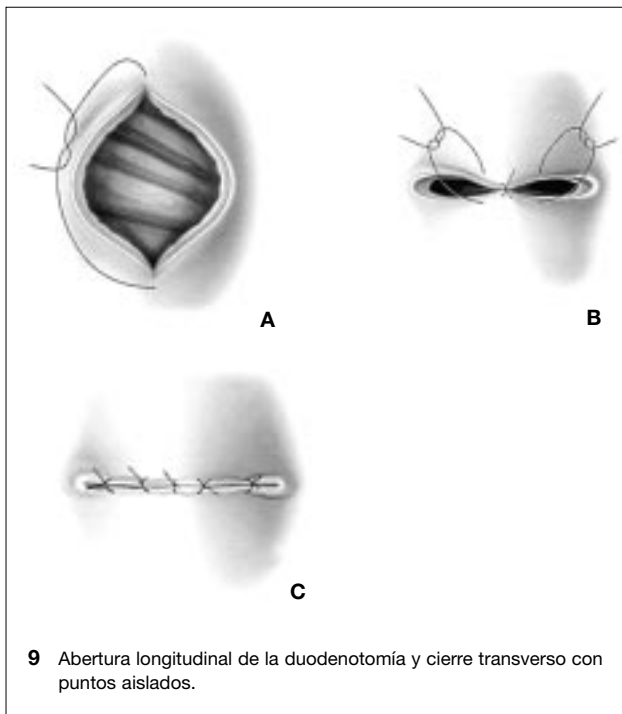 A
B
C
9 Abertura longitudinal de la duodenotomía y cierre transverso con
puntos aislados.